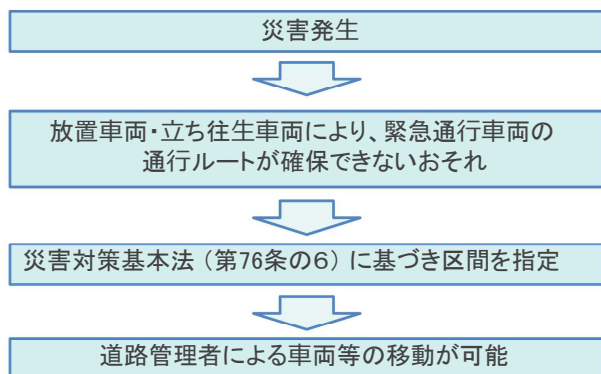 災害発生
放置車両・立ち往生車両により、緊急通行車両の
通行ルートが確保できないおそれ
災害対策基本法（第76条の６）に基づき区間を指定
道路管理者による車両等の移動が可能